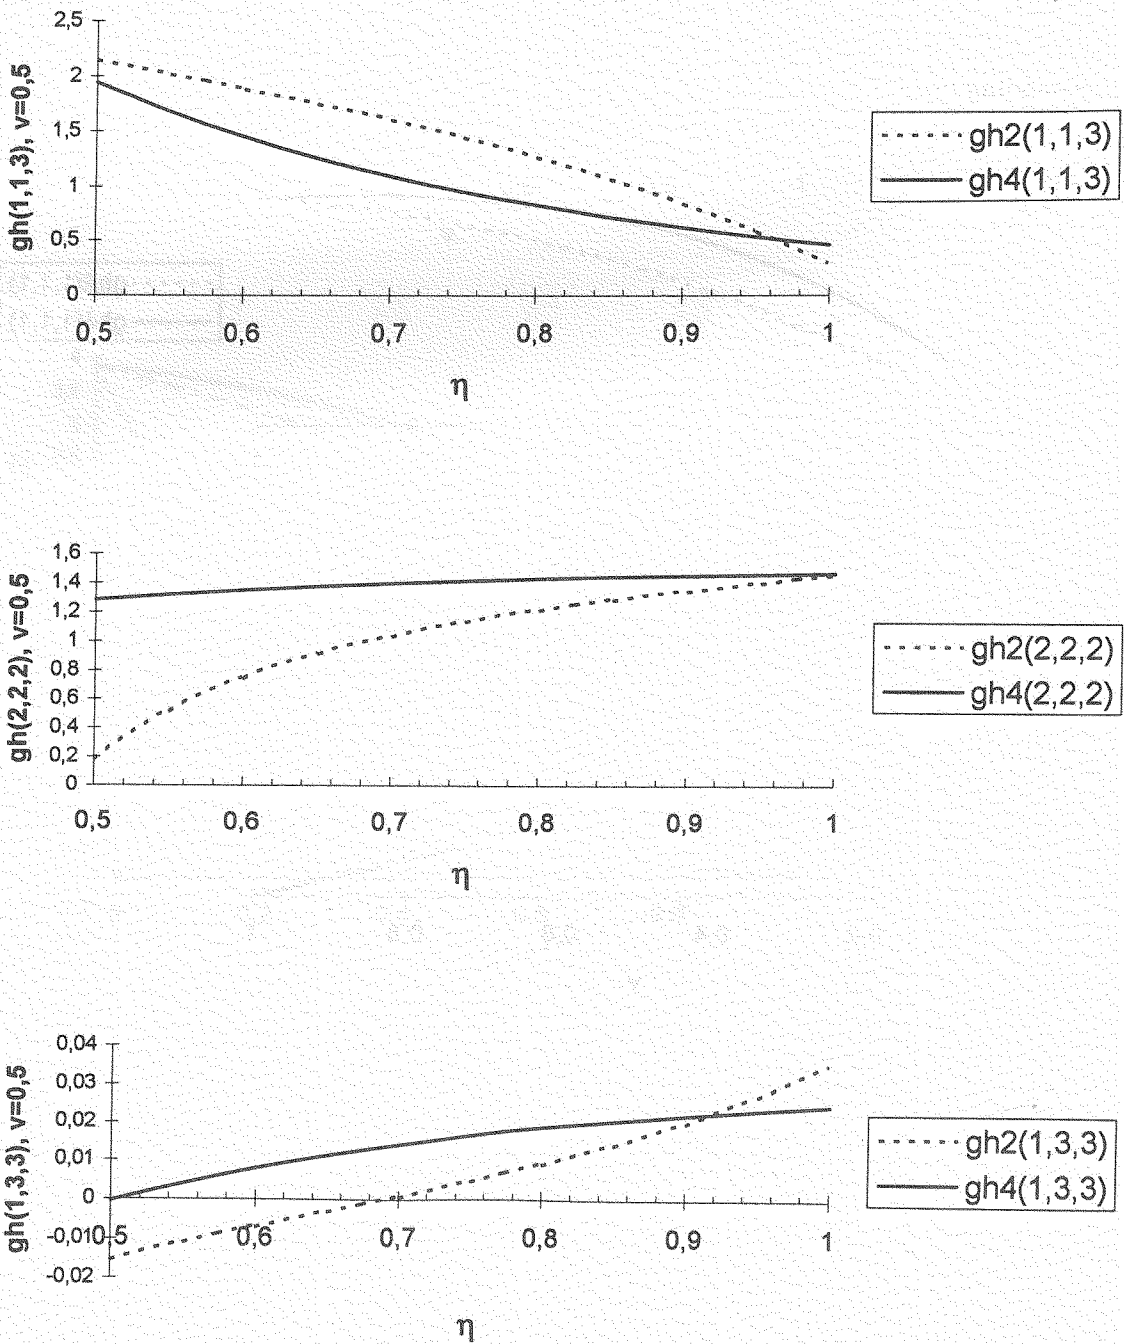 gh(1,1,3), v=0,5
2,5
2
1,5
1
0,5
0
0,5 0,6 0,7 0,8 0,9 1
η
gh2(1,1,3)
gh4(1,1,3)
gh(2,2,2), v=0,5
1,6
1,4
1,2
1
0,8
0,6
0,4
0,2
0
0,5 0,6 0,7 0,8 0,9 1
η
gh2(2,2,2)
gh4(2,2,2)
gh(1,3,3), v=0,5
0,04
0,03
0,02
0,01
0
-0,01
-0,02
0,5 0,6 0,7 0,8 0,9 1
η
gh2(1,3,3)
gh4(1,3,3)